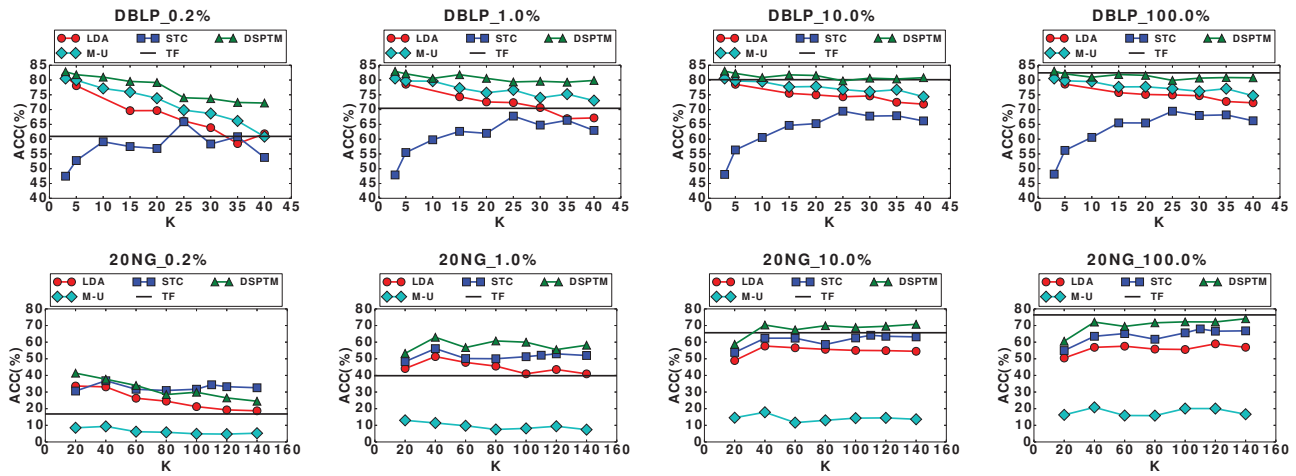 DBLP_0.2%
LDA STC DSPTM
M-U TF
ACC(%)
85
80
75
70
65
60
55
50
45
40
0 5 10 15 20 25 30 35 40 45
K
DBLP_1.0%
LDA STC DSPTM
M-U TF
ACC(%)
85
80
75
70
65
60
55
50
45
40
0 5 10 15 20 25 30 35 40 45
K
DBLP_10.0%
LDA STC DSPTM
M-U TF
ACC(%)
85
80
75
70
65
60
55
50
45
40
0 5 10 15 20 25 30 35 40 45
K
DBLP_100.0%
LDA STC DSPTM
M-U TF
ACC(%)
85
80
75
70
65
60
55
50
45
40
0 5 10 15 20 25 30 35 40 45
K
20NG_0.2%
LDA STC DSPTM
M-U TF
ACC(%)
80
70
60
50
40
30
20
10
0
0 20 40 60 80 100 120 140 160
K
20NG_1.0%
LDA STC DSPTM
M-U TF
ACC(%)
80
70
60
50
40
30
20
10
0
0 20 40 60 80 100 120 140 160
K
20NG_10.0%
LDA STC DSPTM
M-U TF
ACC(%)
80
70
60
50
40
30
20
10
0
0 20 40 60 80 100 120 140 160
K
20NG_100.0%
LDA STC DSPTM
M-U TF
ACC(%)
80
70
60
50
40
30
20
10
0
0 20 40 60 80 100 120 140 160
K